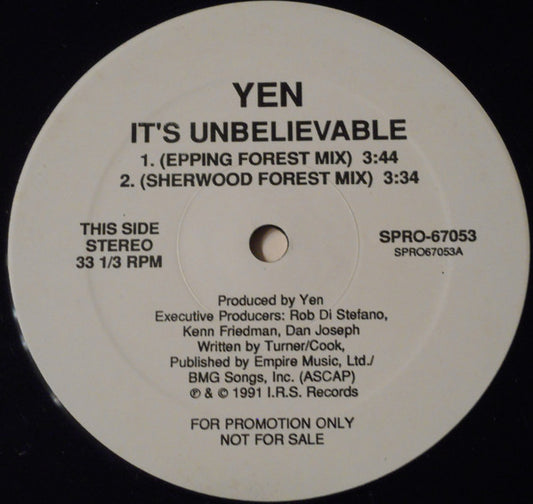 YEN
IT'S UNBELIEVABLE
1. (EPPING FOREST MIX) 3:44
2. (SHERWOOD FOREST MIX) 3:34
THIS SIDE
STEREO
33 1/3 RPM
SPRO-67053
SPRO67053A
Produced by Yen
Executive Producers: Rob Di Stefano,
Kenn Friedman, Dan Joseph
Written by Turner/Cook,
Published by Empire Music, Ltd./
BMG Songs, Inc. (ASCAP)
℗ & © 1991 I.R.S. Records
FOR PROMOTION ONLY
NOT FOR SALE